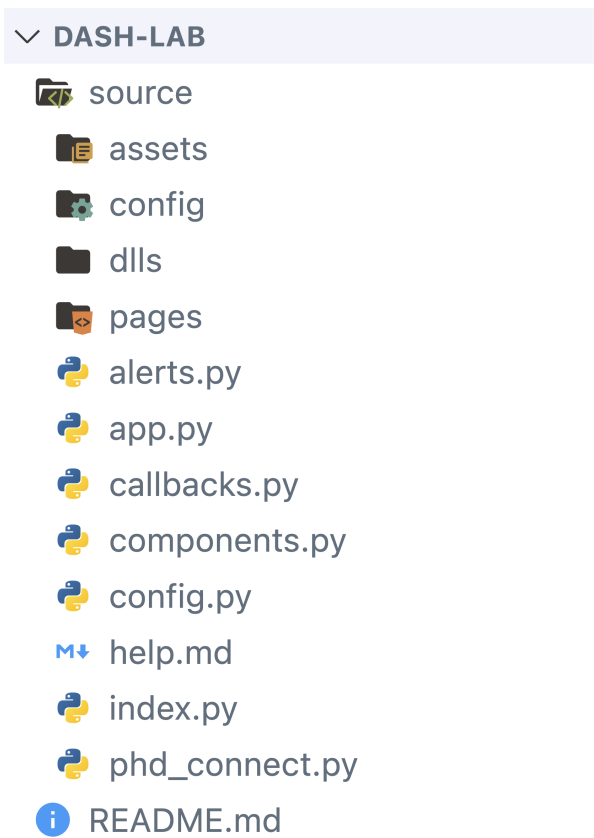 DASH-LAB
source
assets
config
dlls
pages
alerts.py
app.py
callbacks.py
components.py
config.py
M help.md
index.py
phd_connect.py
i README.md